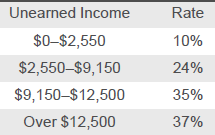 Unearned Income Rate
$0–$2,550 10%
$2,550–$9,150 24%
$9,150–$12,500 35%
Over $12,500 37%